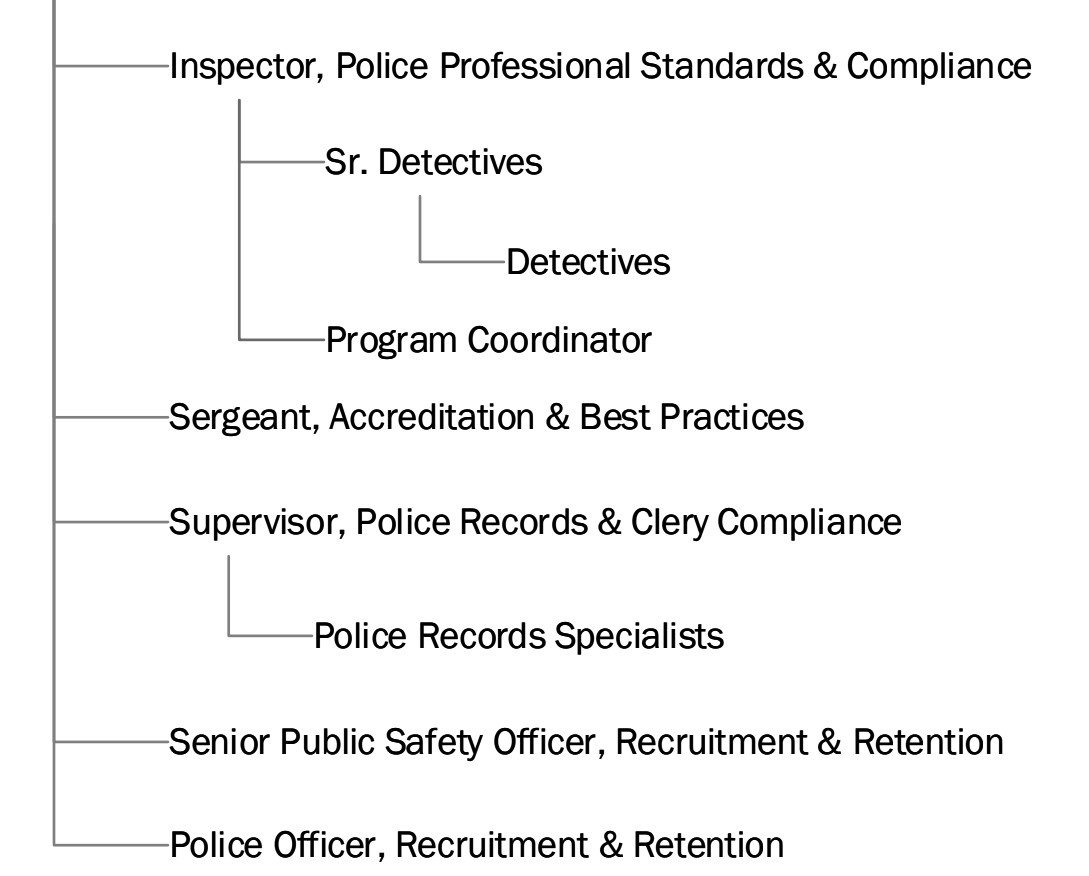 Inspector, Police Professional Standards & Compliance
Sr. Detectives
Detectives
Program Coordinator
Sergeant, Accreditation & Best Practices
Supervisor, Police Records & Clery Compliance
Police Records Specialists
Senior Public Safety Officer, Recruitment & Retention
Police Officer, Recruitment & Retention